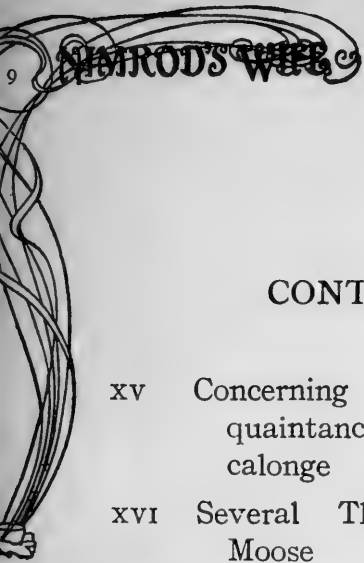 9
NIMROD'S WIFE
CONT
XV Concerning
quaintanc
calonge
XVI Several Th
Moose